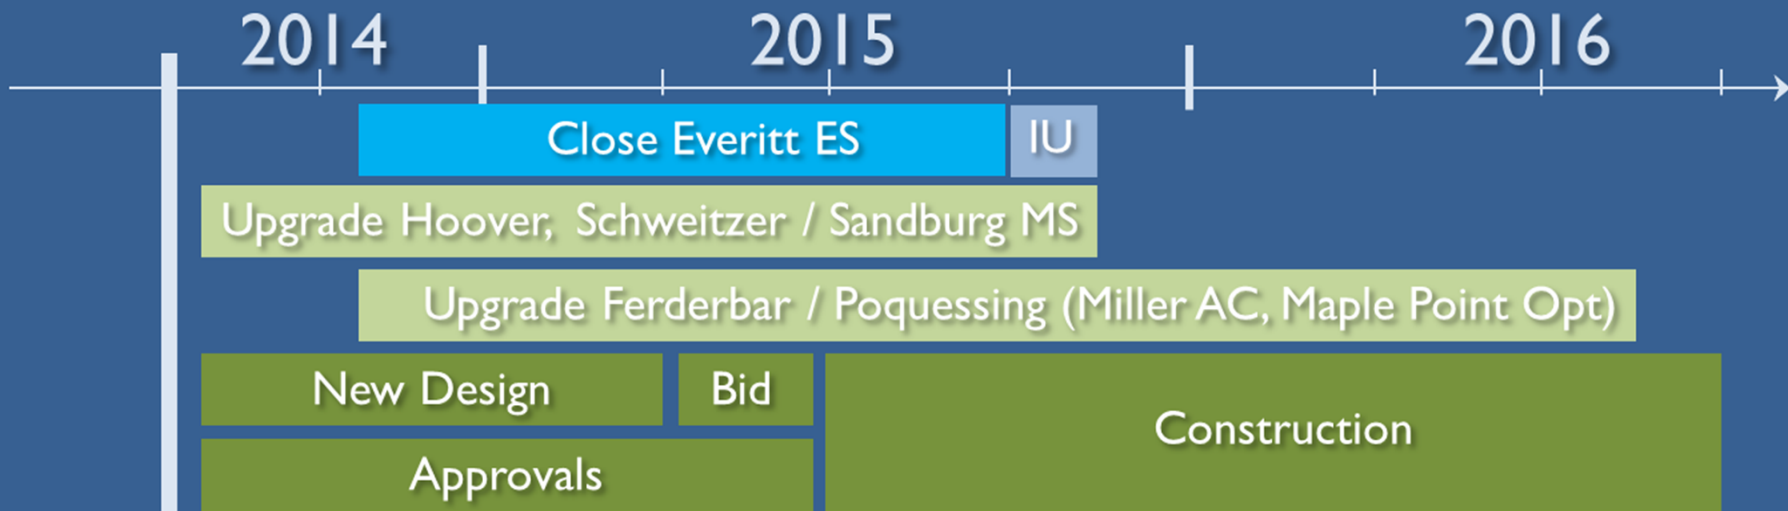 2014 2015 2016
Close Everitt ES IU
Upgrade Hoover, Schweitzer / Sandburg MS
Upgrade Ferderbar / Poquessing (Miller AC, Maple Point Opt)
New Design Bid
Construction
Approvals